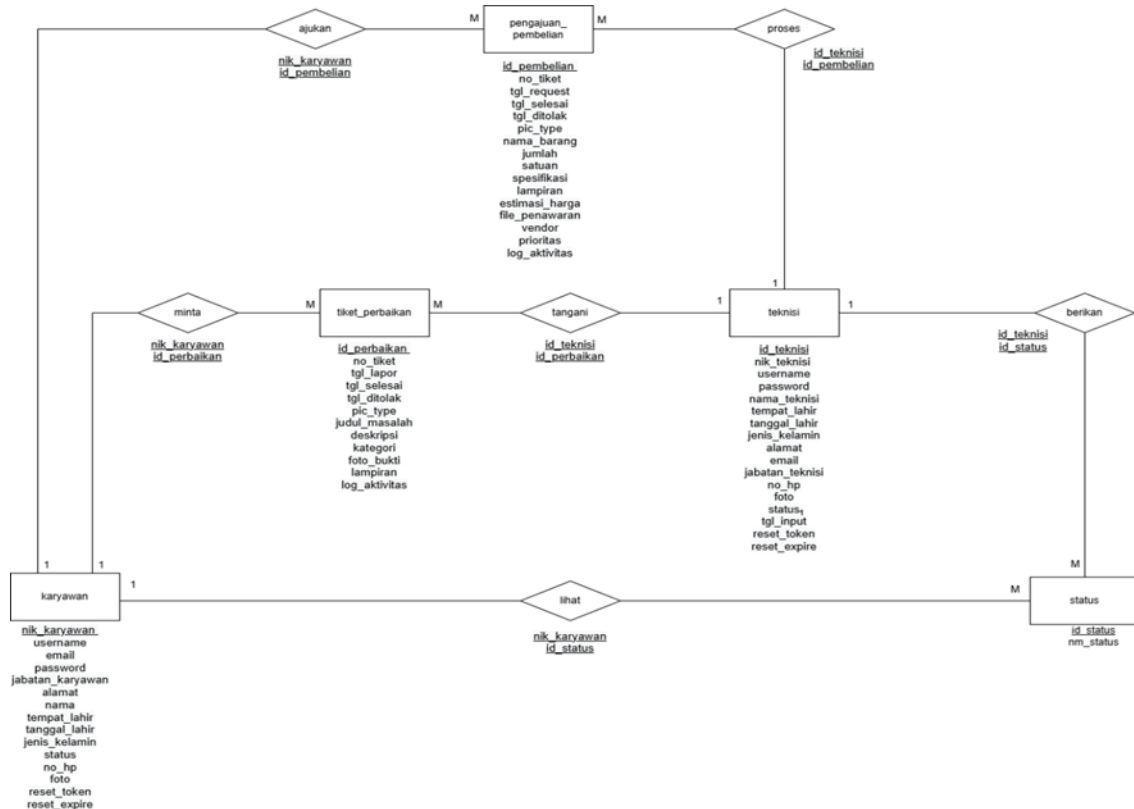 ajukan
nik_karyawan
id_pembelian
M
pengajuan_
pembelian
M
proses
id_teknisi
id_pembelian
id_pembelian
no_tiket
tgl_request
tgl_selesai
tgl_ditolak
pic_type
nama_barang
jumlah
satuan
spesifikasi
lampiran
estimasi_harga
file_penawaran
vendor
prioritas
log_aktivitas
minta
nik_karyawan
id_perbaikan
M
tiket_perbaikan
M
tangani
id_teknisi
id_perbaikan
1
1
teknisi
1
berikan
id_teknisi
id_status
id_perbaikan
no_tiket
tgl_lapor
tgl_selesai
tgl_ditolak
pic_type
judul_masalah
deskripsi
kategori
foto_bukti
lampiran
log_aktivitas
id_teknisi
nik_teknisi
username
password
nama_teknisi
tempat_lahir
tanggal_lahir
jenis_kelamin
alamat
email
jabatan_teknisi
no_hp
foto
status1
tgl_input
reset_token
reset_expire
1
1
karyawan
1
lihat
nik_karyawan
id_status
M
M
status
id_status
nm_status
nik_karyawan
username
email
password
jabatan_karyawan
alamat
nama
tempat_lahir
tanggal_lahir
jenis_kelamin
status
no_hp
foto
reset_token
reset_expire